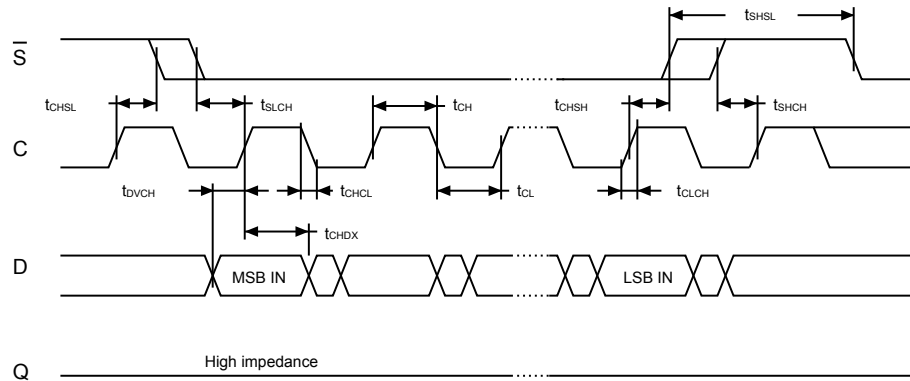 tSHSL
S
tCHSL
tSLCH
tCH
tCHSH
tSHCH
C
tDVCH
tCHCL
tCL
tCLCH
tCHDX
D
MSB IN
LSB IN
High impedance
Q